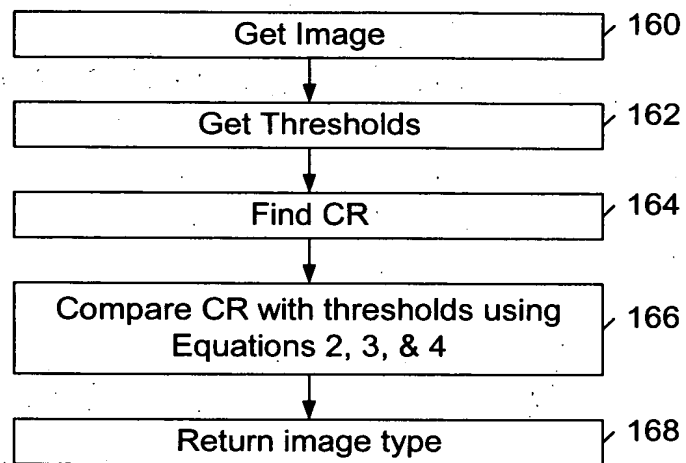 Get Image 160
Get Thresholds 162
Find CR 164
Compare CR with thresholds using
Equations 2, 3, & 4 166
Return image type 168